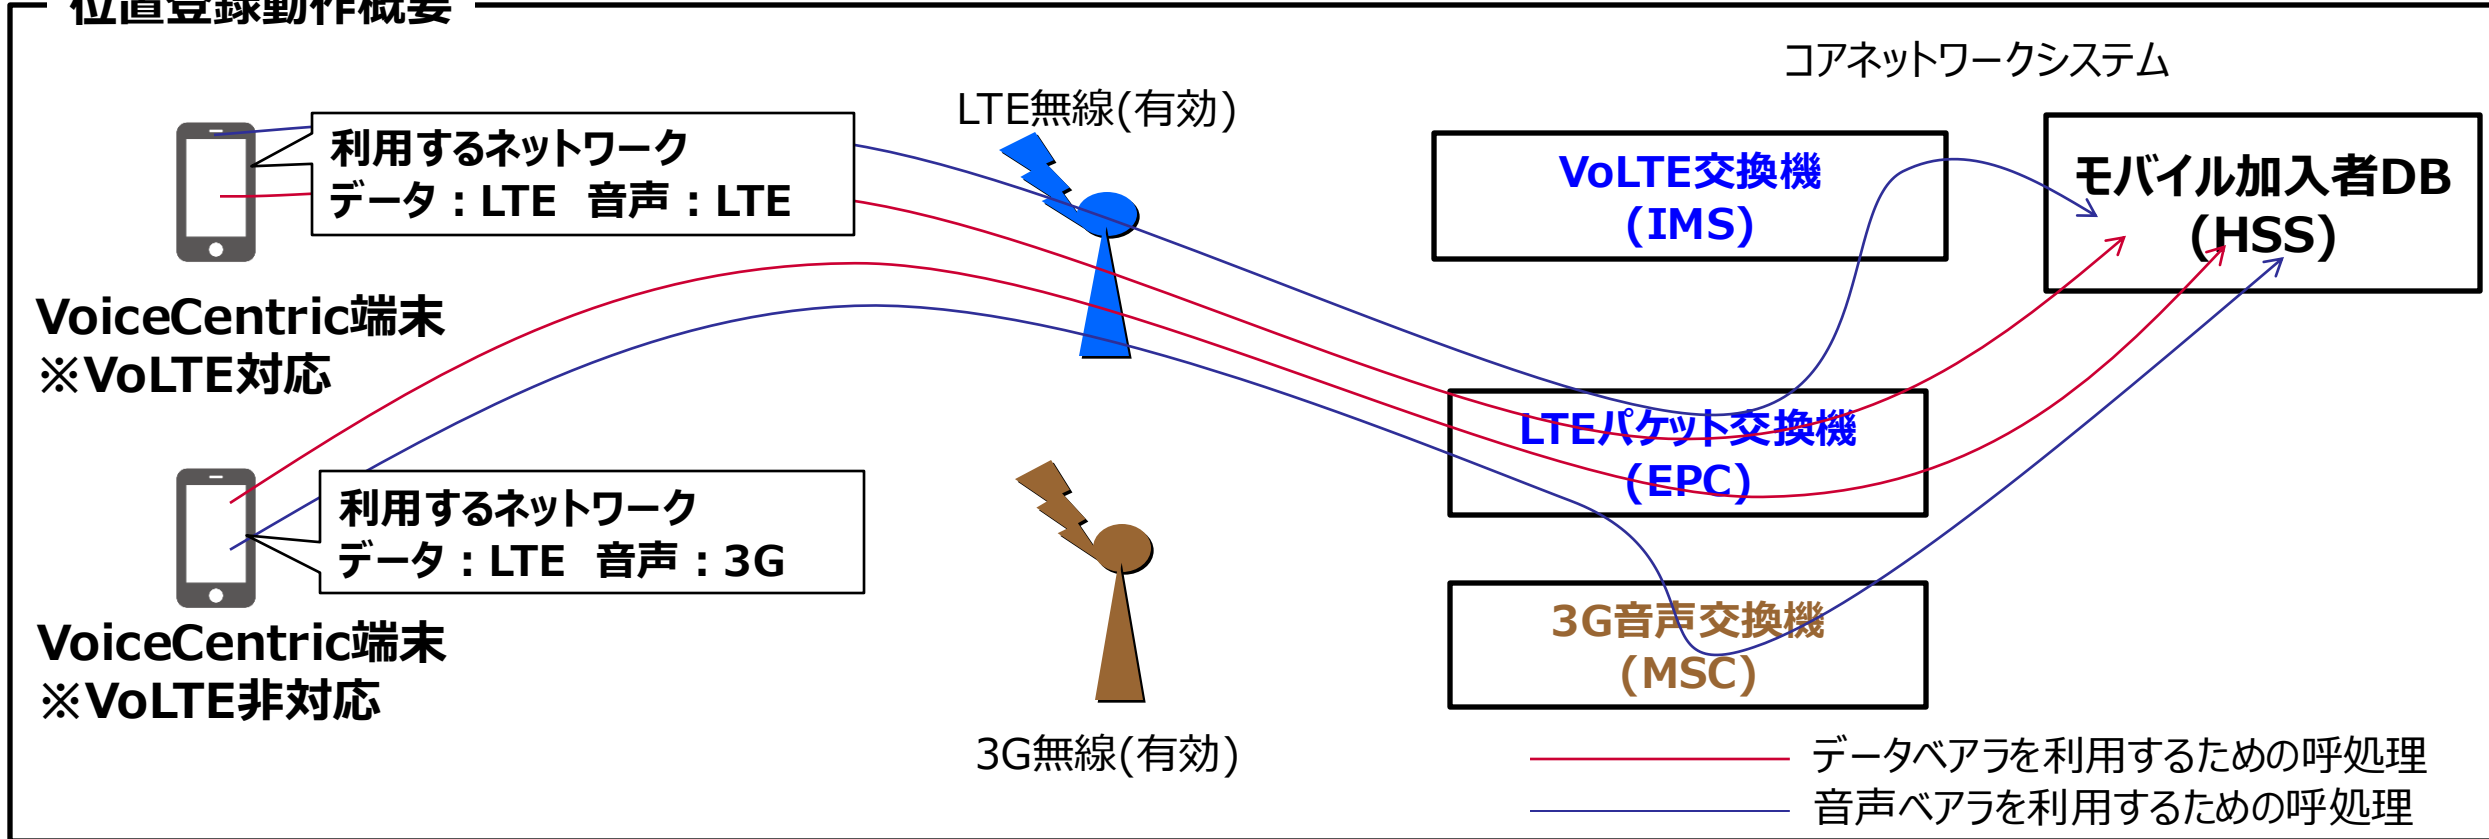 位置登録動作概要
コアネットワークシステム
LTE無線(有効)
利用するネットワーク
データ：LTE 音声：LTE
VoLTE交換機
(IMS)
モバイル加入者DB
(HSS)
VoiceCentric端末
※VoLTE対応
LTEパケット交換機
(EPC)
利用するネットワーク
データ：LTE 音声：3G
3G音声交換機
(MSC)
VoiceCentric端末
※VoLTE非対応
3G無線(有効)
データベアラを利用するための呼処理
音声ベアラを利用するための呼処理